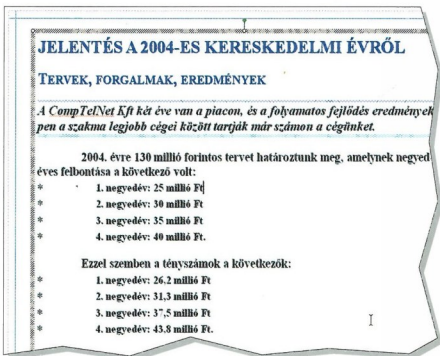 JELENTÉS A 2004-ES KERESKEDELMI ÉVRŐL
TERVEK, FORGALMAK, EREDMÉNYEK
A CompTelNet Kft két éve van a piacon, és a folyamatos fejlődés eredmények
pen a szakma legjobb cégei között tartják már számon a cégünket.
2004. évre 130 millió forintos tervet határoztunk meg, amelynek negyed
éves felbontása a következő volt:
* 1. negyedév: 25 millió Ft
* 2. negyedév: 30 millió Ft
* 3. negyedév: 35 millió Ft
* 4. negyedév: 40 millió Ft.
Ezzel szemben a tényszámok a következők:
* 1. negyedév: 26,2 millió Ft
* 2. negyedév: 31,3 millió Ft
* 3. negyedév: 37,5 millió Ft
* 4. negyedév: 43,8 millió Ft.